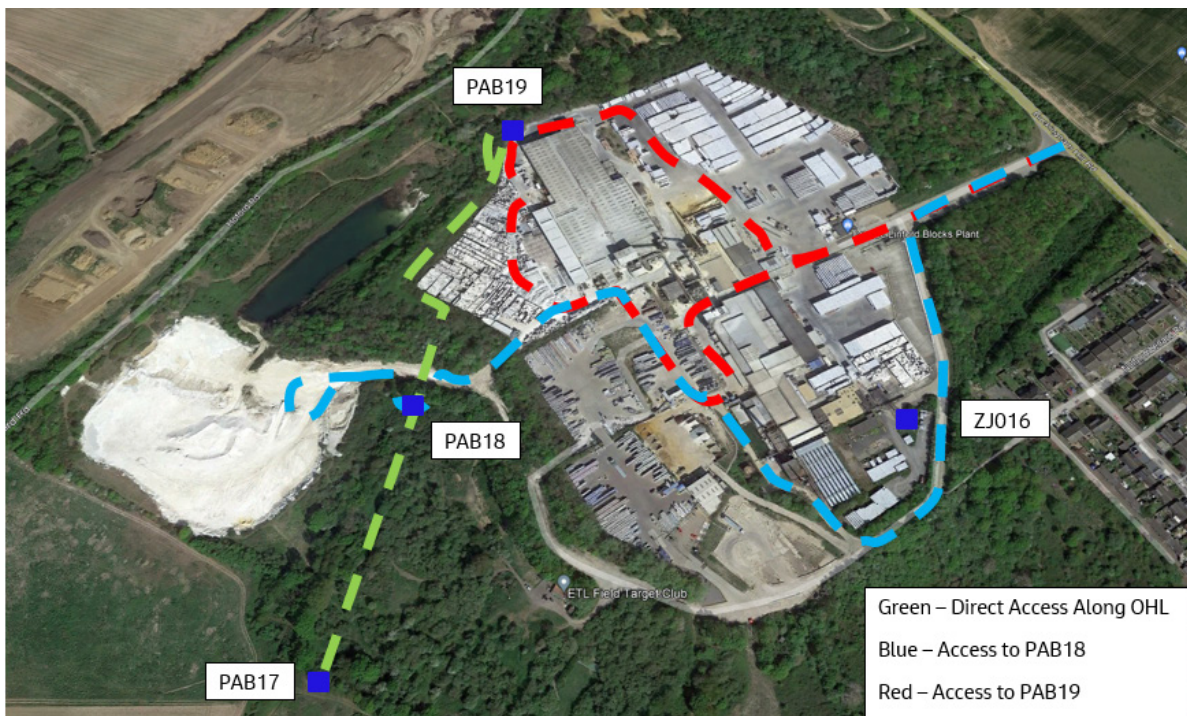 PAB19
Linford Blocks Plant
PAB18
ZJ016
ETL Field Target Club
PAB17
Green – Direct Access Along OHL
Blue – Access to PAB18
Red – Access to PAB19